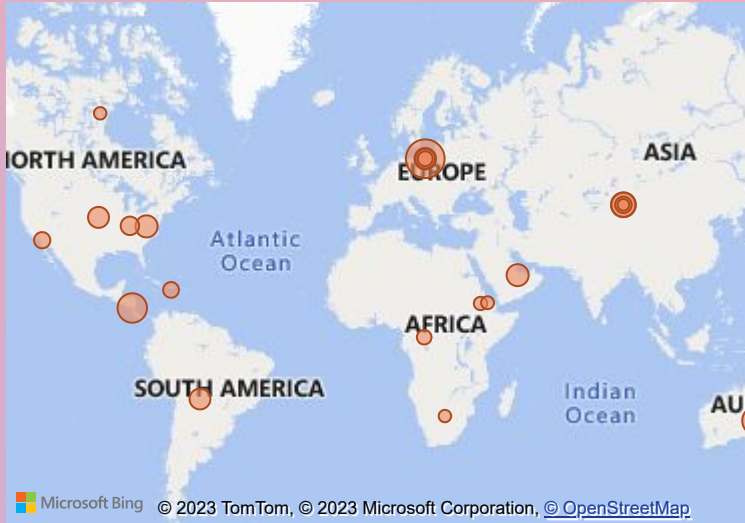 ASIA
NORTH AMERICA
EUROPE
Atlantic
Ocean
AFRICA
SOUTH AMERICA
Indian
Ocean
AU
Microsoft Bing
© 2023 TomTom, © 2023 Microsoft Corporation, © OpenStreetMap